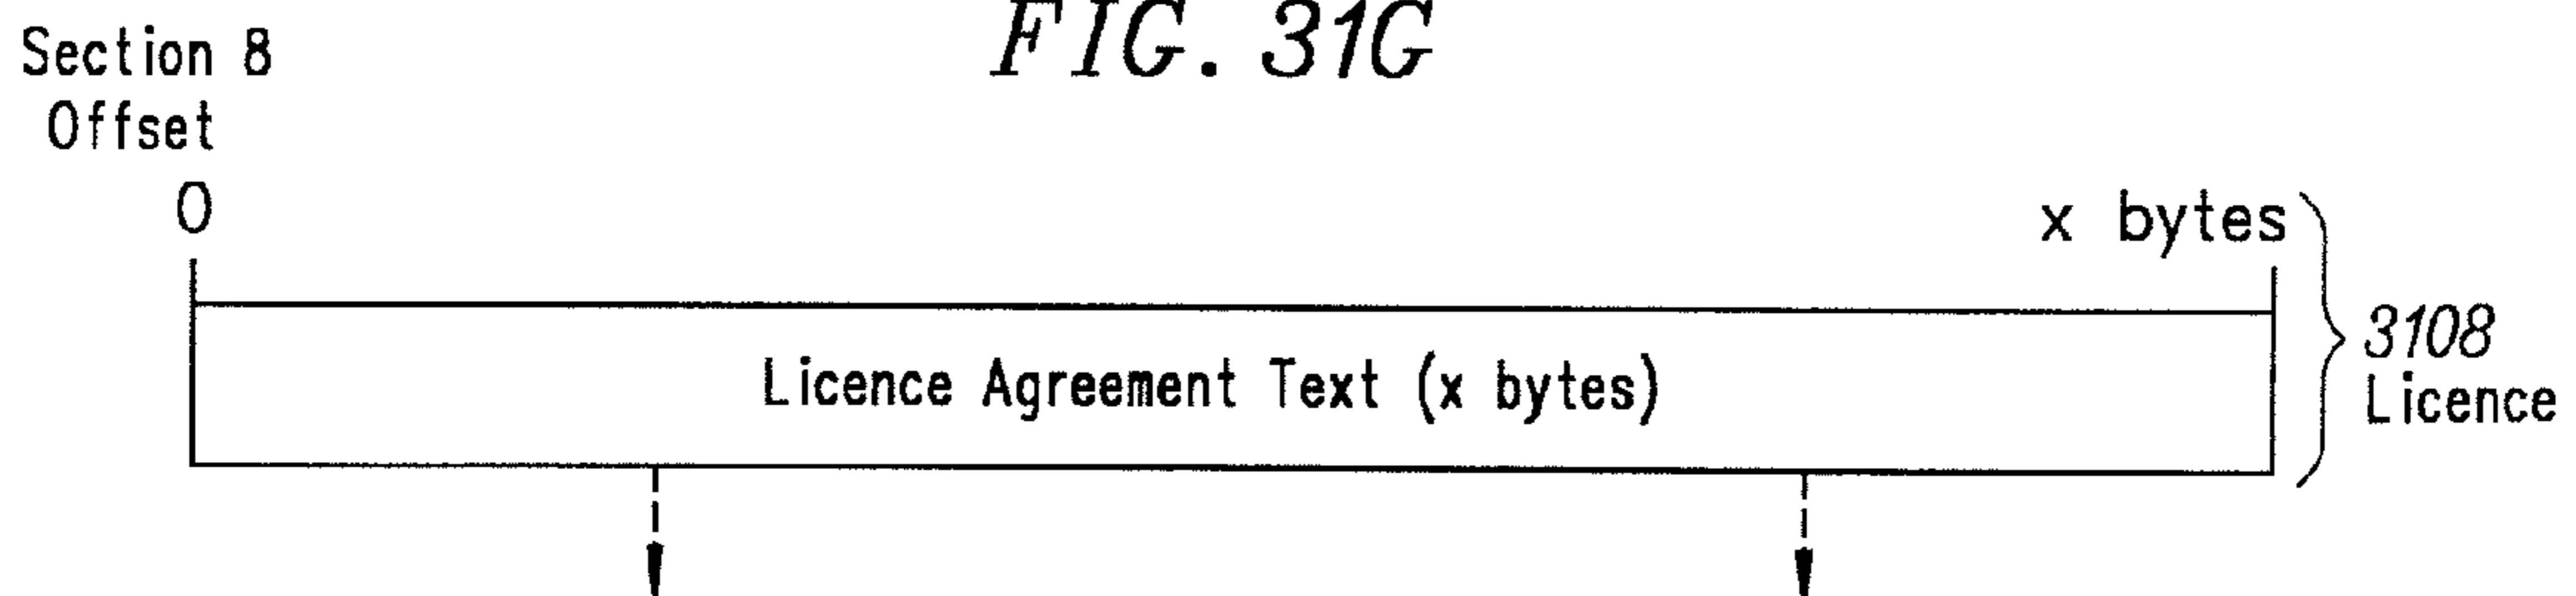 FIG. 31G
Section 8
Offset
0
x bytes
Licence Agreement Text (x bytes)
3108
Licence